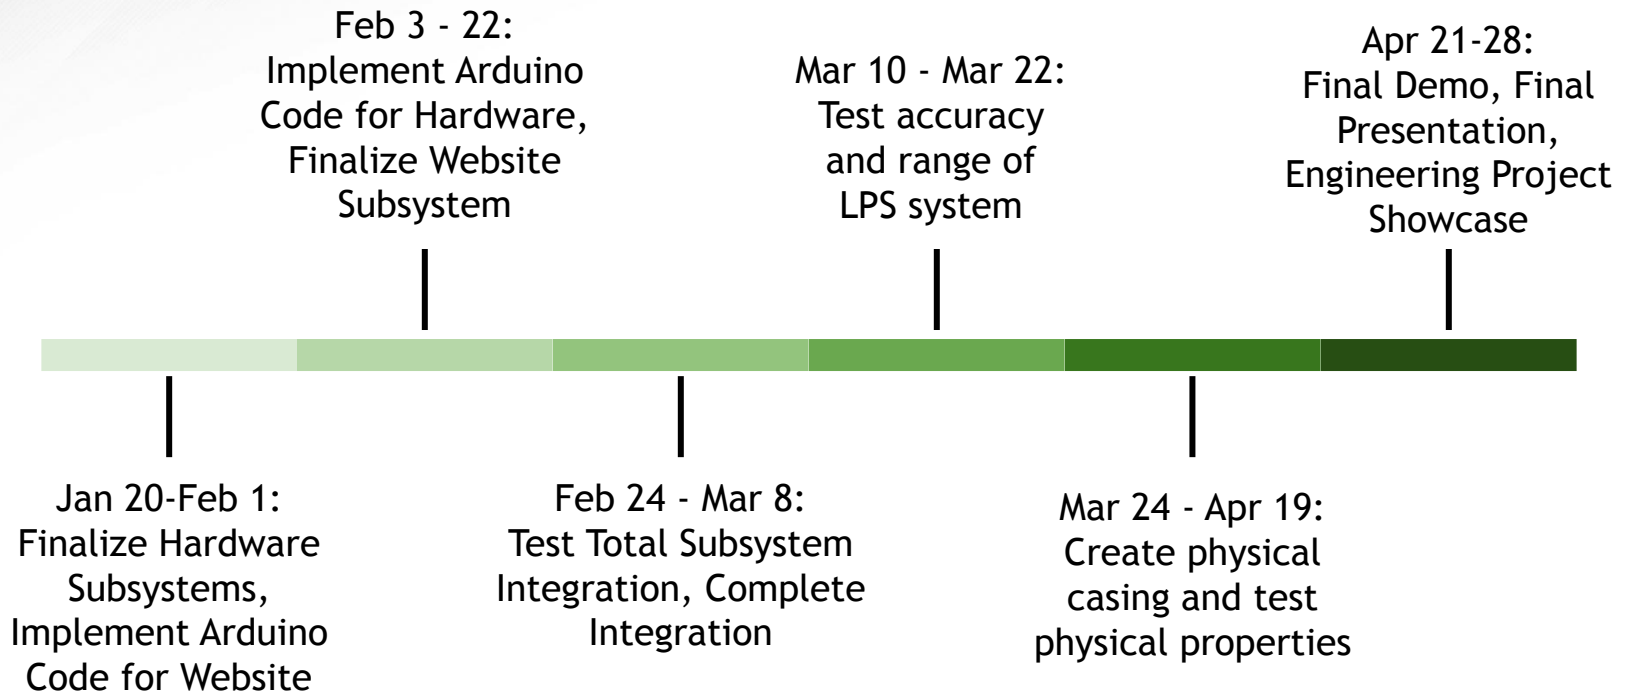 Feb 3 - 22:
Implement Arduino
Code for Hardware,
Finalize Website
Subsystem
Mar 10 - Mar 22:
Test accuracy
and range of
LPS system
Apr 21-28:
Final Demo, Final
Presentation,
Engineering Project
Showcase
Jan 20-Feb 1:
Finalize Hardware
Subsystems,
Implement Arduino
Code for Website
Feb 24 - Mar 8:
Test Total Subsystem
Integration, Complete
Integration
Mar 24 - Apr 19:
Create physical
casing and test
physical properties